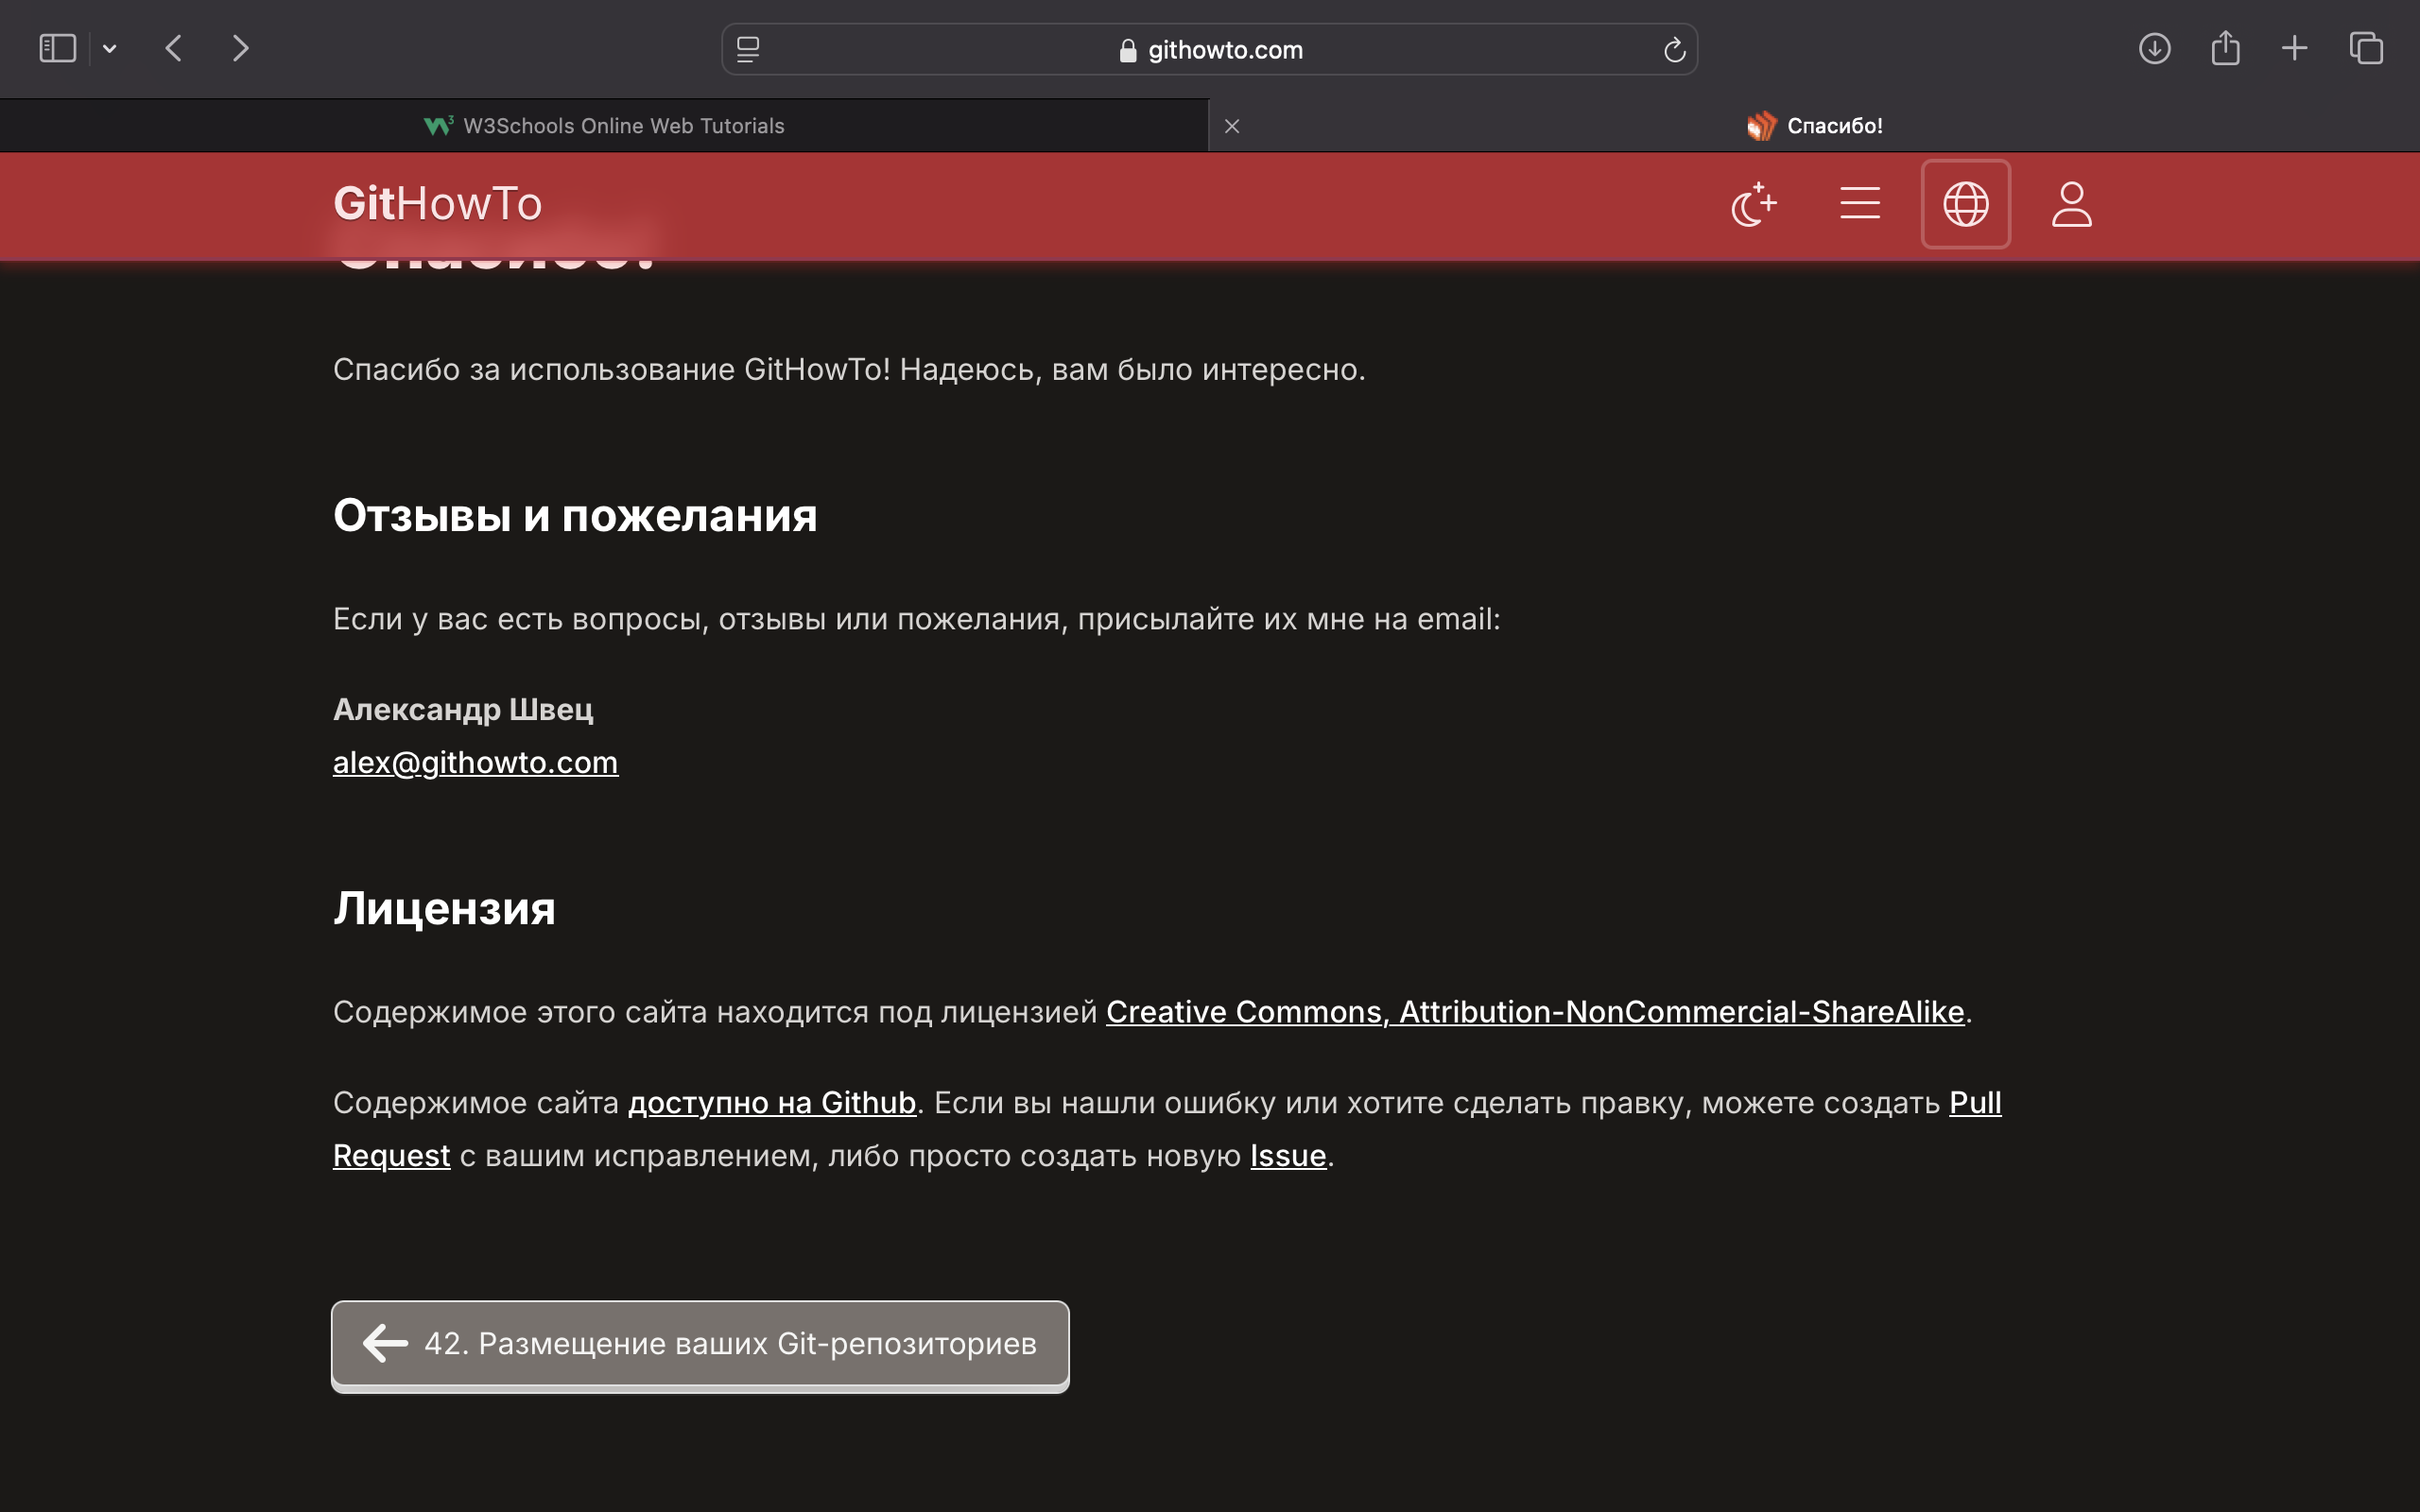 githowto.com
W3Schools Online Web Tutorials
Спасибо!
GitHowTo
Спасибо за использование GitHowTo! Надеюсь, вам было интересно.
Отзывы и пожелания
Если у вас есть вопросы, отзывы или пожелания, присылайте их мне на email:
Александр Швец
alex@githowto.com
Лицензия
Содержимое этого сайта находится под лицензией Creative Commons, Attribution-NonCommercial-ShareAlike.
Содержимое сайта доступно на Github. Если вы нашли ошибку или хотите сделать правку, можете создать Pull
Request с вашим исправлением, либо просто создать новую Issue.
42. Размещение ваших Git-репозиториев